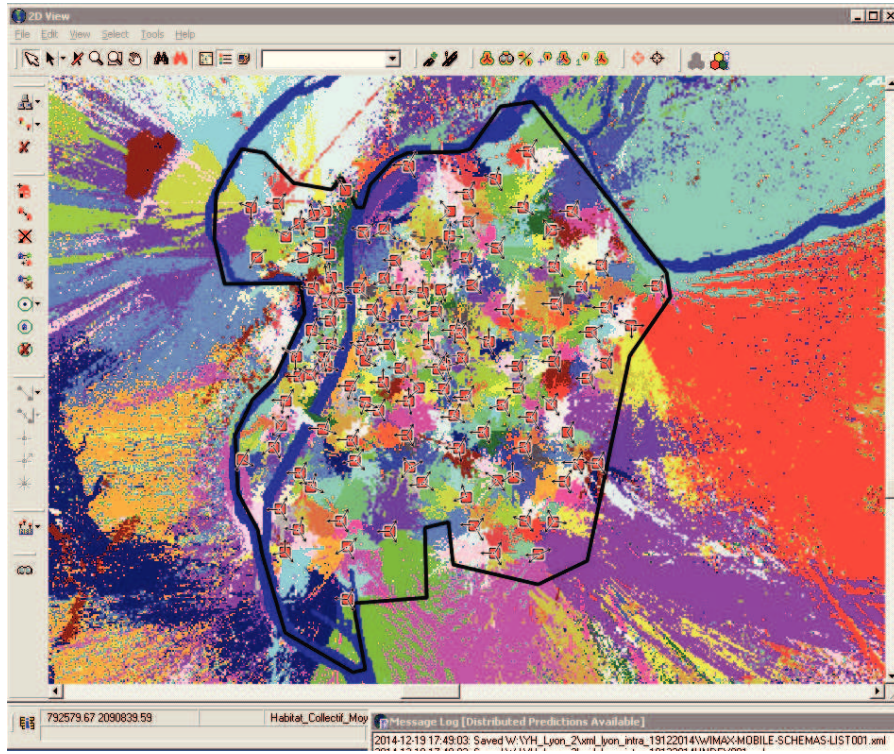 2D View
File Edit View Select Tools Help
792579.67 2090839.59 Habitat_Collectif_Moy
Message Log [Distributed Predictions Available]
2014-12-19 17:49:03: Saved W:\YH_Lyon_2\xml_lyon_intra_19122014\WIMAX-MOBILE-SCHEMAS-LIST001.xml